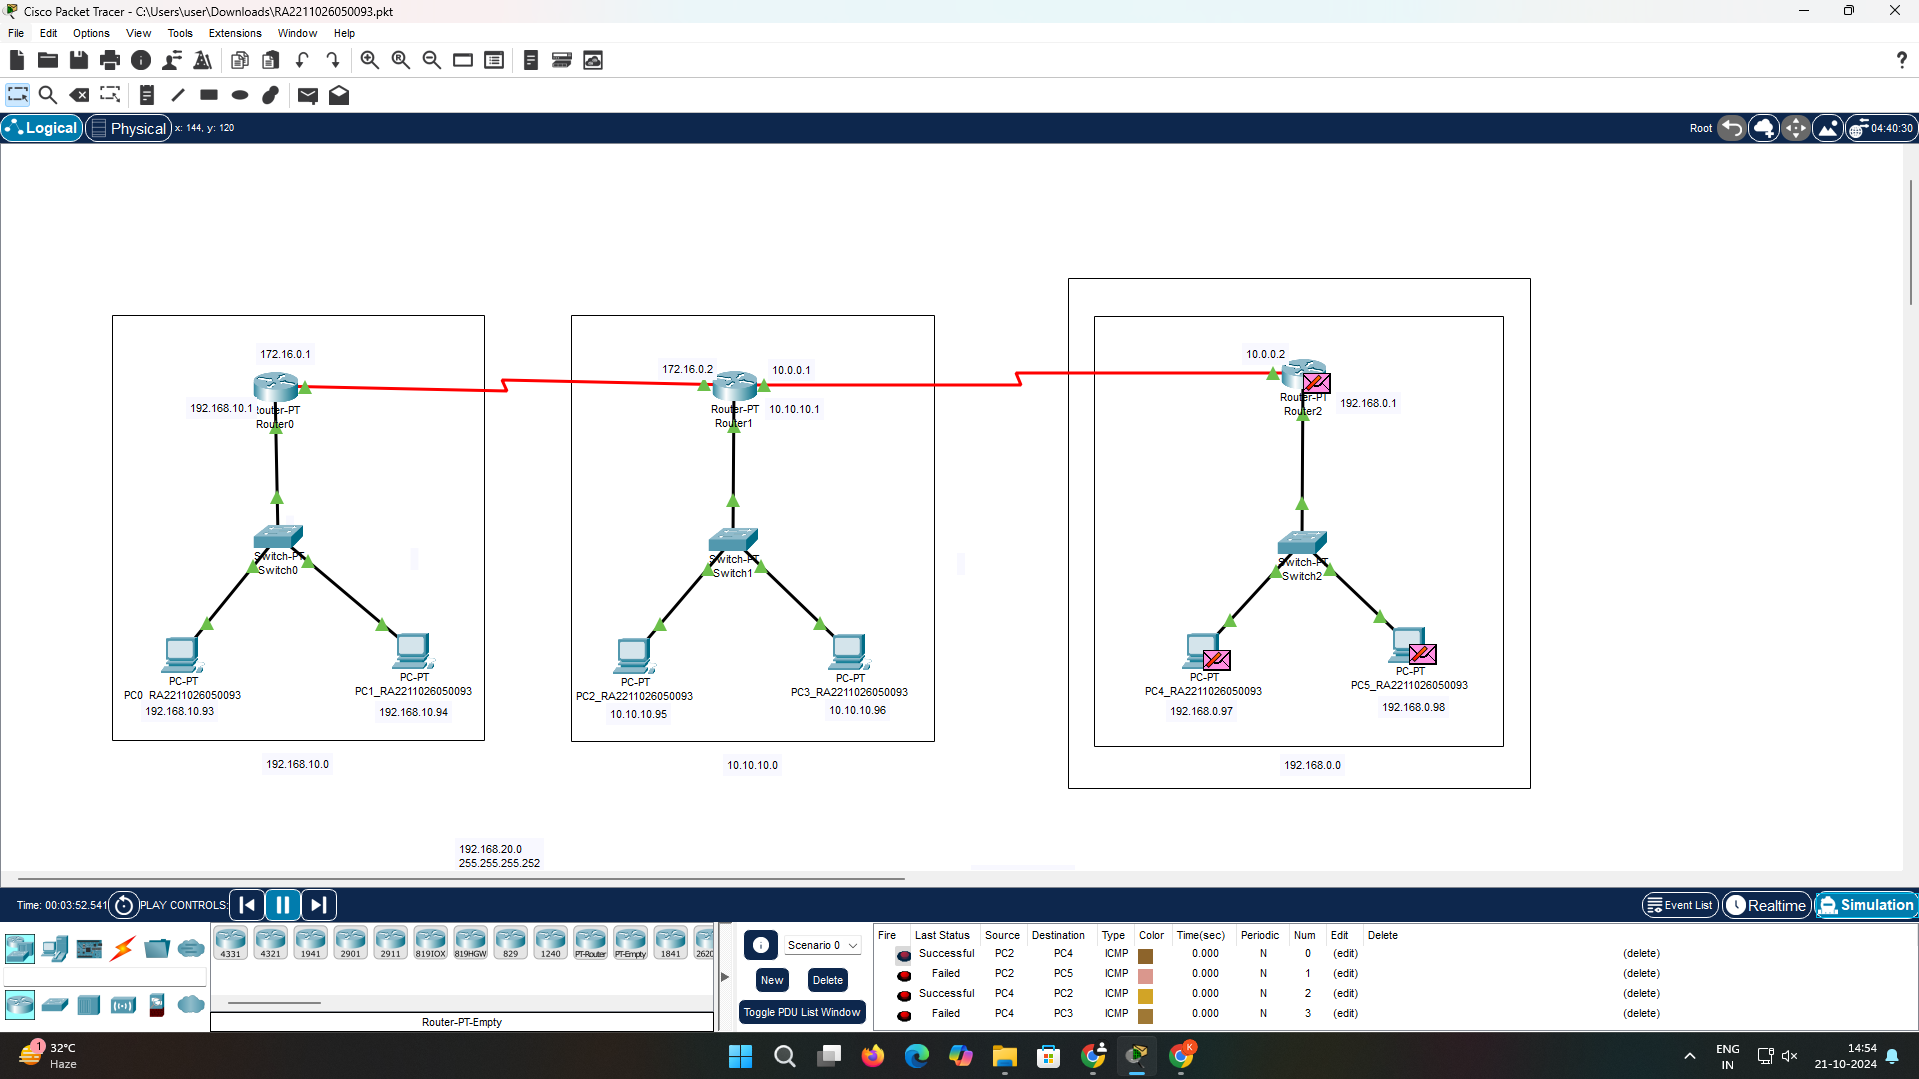 Cisco Packet Tracer - C:\Users\user\Downloads\RA2211026050093.pkt
File Edit Options View Tools Extensions Window Help
Logical Physical x: 144, y: 120
Root 04:40:30
172.16.0.1
192.168.10.1
Router-PT
Router0
Switch-PT
Switch0
PC-PT
PC0_RA2211026050093
192.168.10.93
PC-PT
PC1_RA2211026050093
192.168.10.94
192.168.10.0
172.16.0.2
10.0.0.1
10.10.10.1
Router-PT
Router1
Switch-PT
Switch1
PC-PT
PC2_RA2211026050093
10.10.10.95
PC-PT
PC3_RA2211026050093
10.10.10.96
10.10.10.0
10.0.0.2
192.168.0.1
Router-PT
Router2
Switch-PT
Switch2
PC-PT
PC4_RA2211026050093
192.168.0.97
PC-PT
PC5_RA2211026050093
192.168.0.98
192.168.0.0
192.168.20.0
255.255.255.252
Time: 00:03:52.541 PLAY CONTROLS:
Event List Realtime Simulation
4331 4321 1941 2901 2911 819IOX 819HGW 829 1240 PT-Router PT-Empty 1841 2620
Router-PT-Empty
Scenario 0
New Delete
Toggle PDU List Window
Fire Last Status Source Destination Type Color Time(sec) Periodic Num Edit Delete
Successful PC2 PC4 ICMP 0.000 N 0 (edit) (delete)
Failed PC2 PC5 ICMP 0.000 N 1 (edit) (delete)
Successful PC4 PC2 ICMP 0.000 N 2 (edit) (delete)
Failed PC4 PC3 ICMP 0.000 N 3 (edit) (delete)
1
32°C
Haze
K
ENG
IN
14:54
21-10-2024